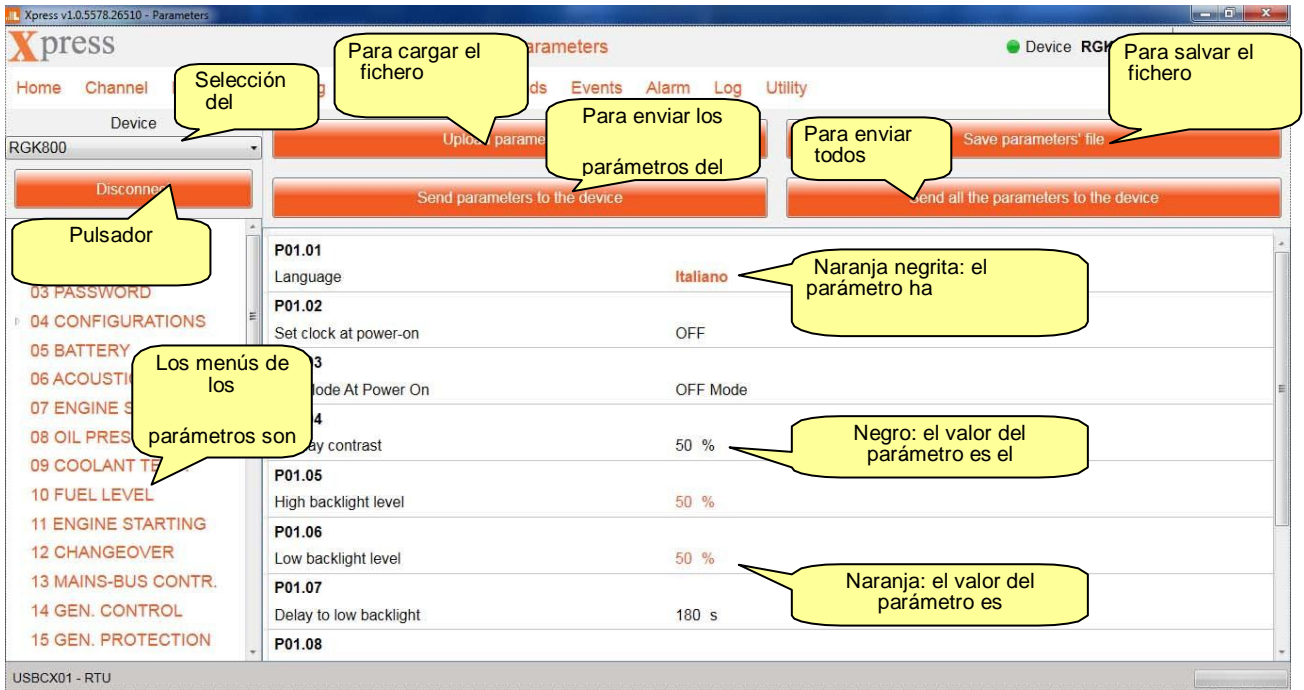 Xpress v1.0.5578.26510 - Parameters
Xpress
Device
Home Channel Events Alarm Log Utility
Device
RGK800
Disconnec
Save parameters' file
Send parameters to the device
all the parameters to the device
Para cargar el
fichero
Para salvar el
fichero
Selección
del
Para enviar los
parámetros del
Para enviar
todos
Pulsador
03 PASSWORD
04 CONFIGURATIONS
05 BATTERY
06 ACOUSTI
07 ENGINE S
08 OIL PRES
09 COOLANT TE
10 FUEL LEVEL
11 ENGINE STARTING
12 CHANGEOVER
13 MAINS-BUS CONTR.
14 GEN. CONTROL
15 GEN. PROTECTION
Los menús de
los
parámetros son
P01.01
Language Italiano
P01.02
Set clock at power-on OFF
Mode At Power On OFF Mode
contrast 50 %
P01.05
High backlight level 50 %
P01.06
Low backlight level 50 %
P01.07
Delay to low backlight 180 s
P01.08
Naranja negrita: el
parámetro ha
Negro: el valor del
parámetro es el
Naranja: el valor del
parámetro es
USBCX01 - RTU